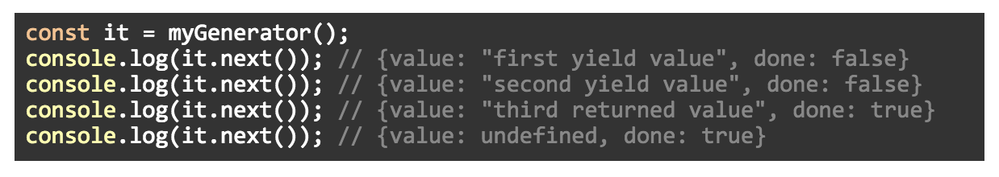 const it = myGenerator();
console.log(it.next()); // {value: "first yield value", done: false}
console.log(it.next()); // {value: "second yield value", done: false}
console.log(it.next()); // {value: "third returned value", done: true}
console.log(it.next()); // {value: undefined, done: true}